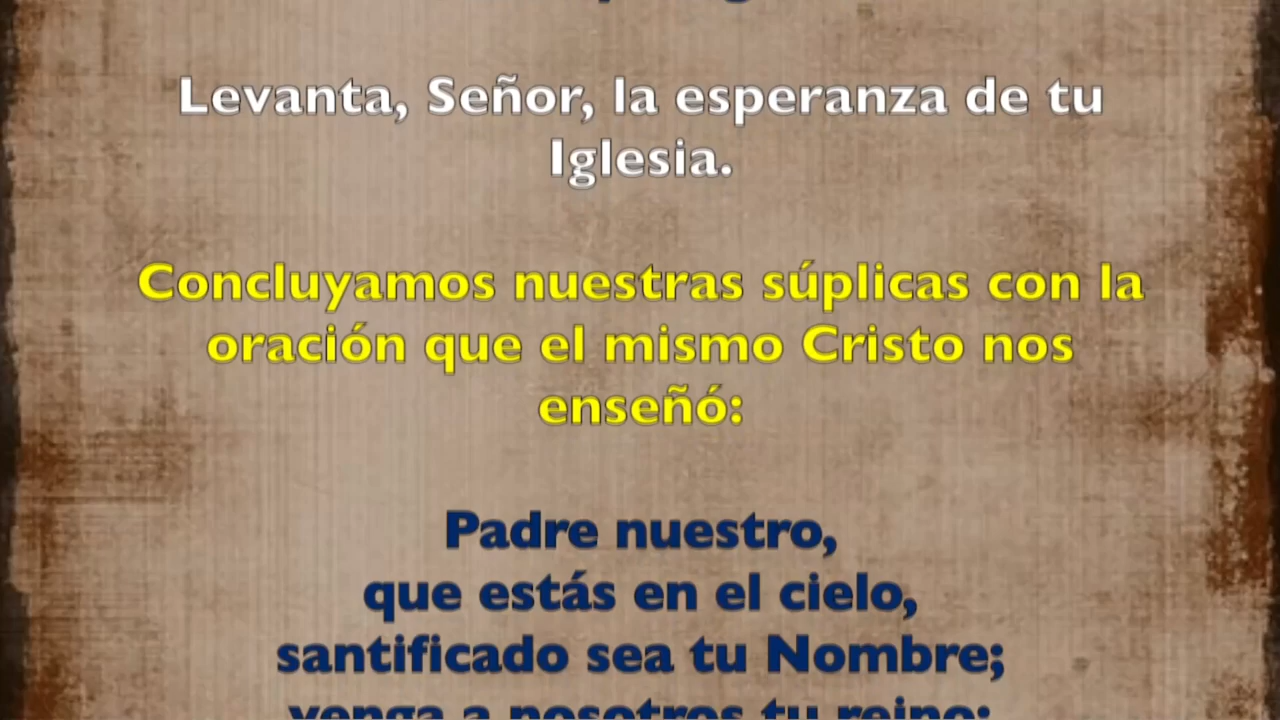 Levanta, Señor, la esperanza de tu
Iglesia.
Concluyamos nuestras súplicas con la
oración que el mismo Cristo nos
enseñó:
Padre nuestro,
que estás en el cielo,
santificado sea tu Nombre;
venga a nosotros tu reino;